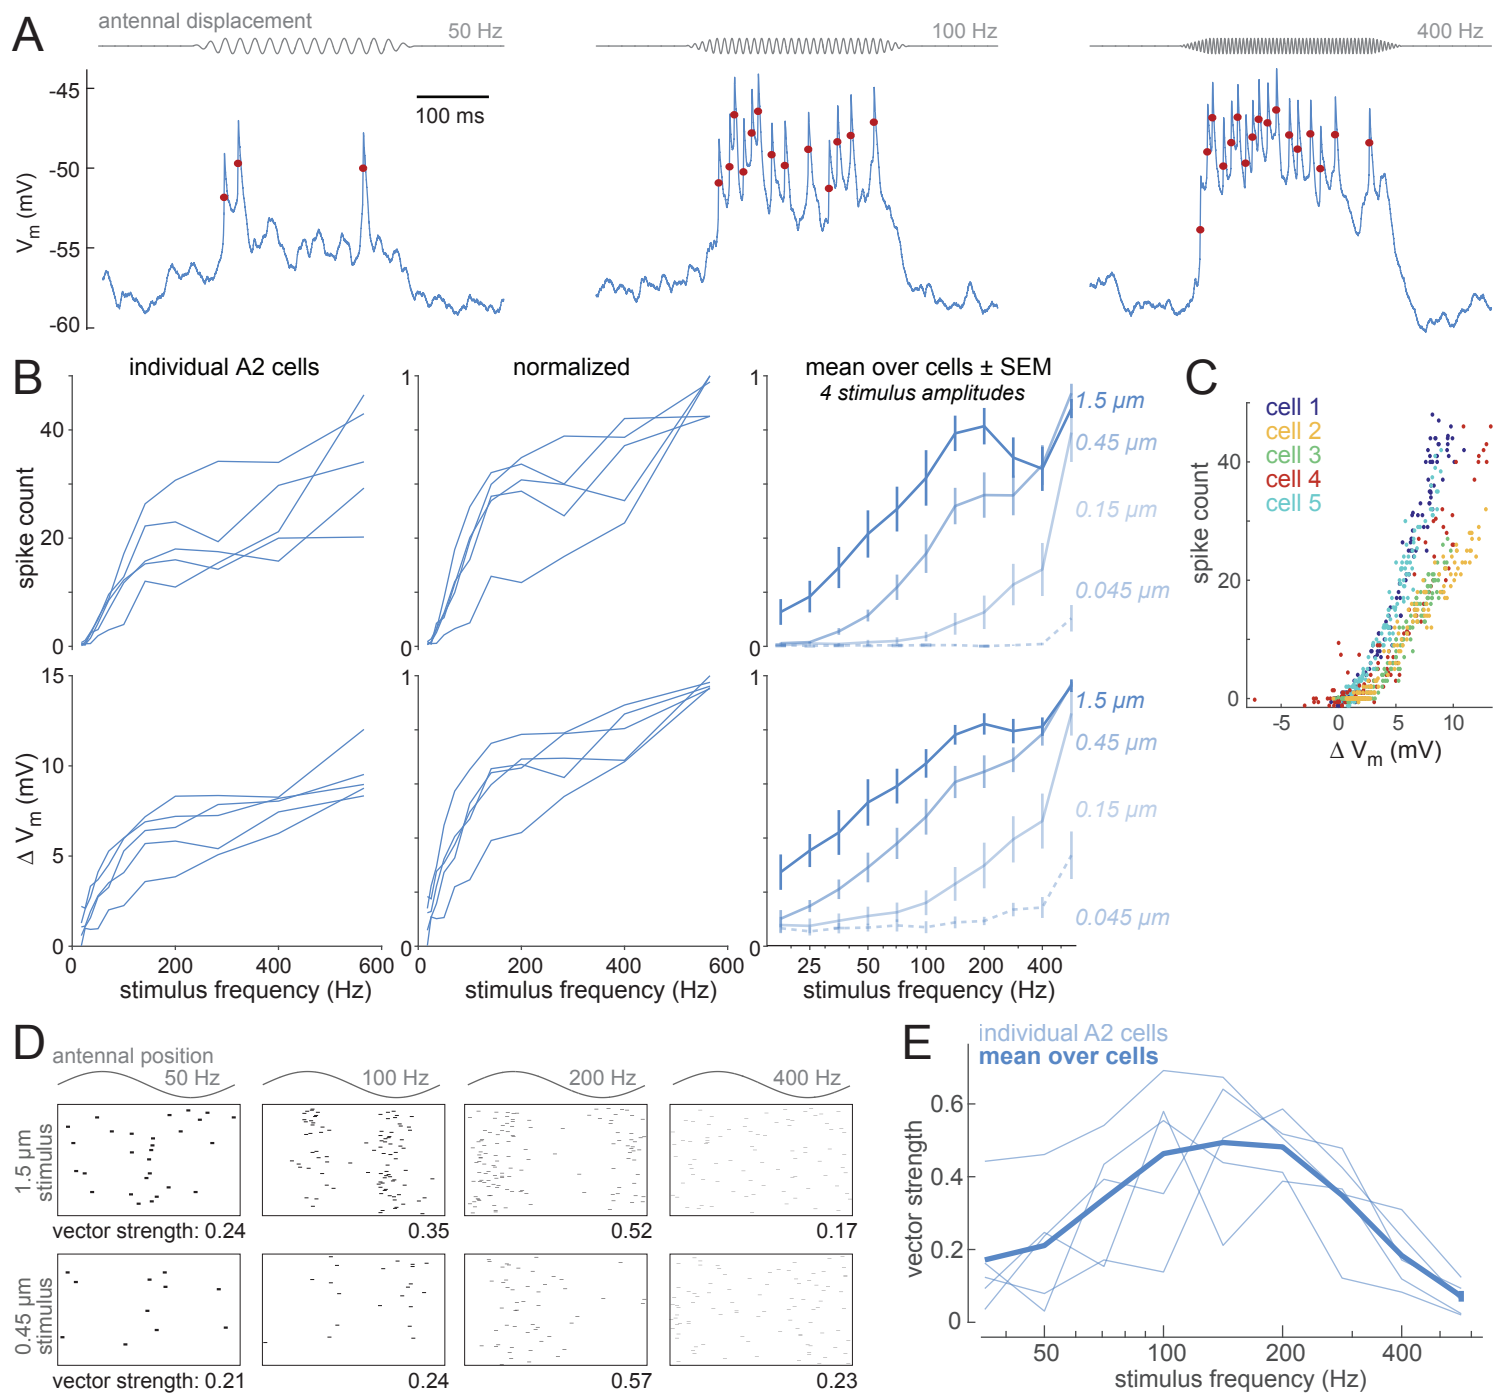 A
antennal displacement
50 Hz
100 Hz
400 Hz
-45
-50
-55
-60
Vm (mV)
100 ms
B
individual A2 cells
normalized
mean over cells ± SEM
4 stimulus amplitudes
40
20
0
spike count
1
0
0
1.5 µm
0.45 µm
0.15 µm
0.045 µm
15
10
5
0
Δ Vm (mV)
1
0
0
1.5 µm
0.45 µm
0.15 µm
0.045 µm
0 200 400 600
0 200 400 600
25 50 100 200 400
stimulus frequency (Hz)
stimulus frequency (Hz)
stimulus frequency (Hz)
C
cell 1
cell 2
cell 3
cell 4
cell 5
40
20
0
spike count
-5 0 5 10
Δ Vm (mV)
D
antennal position
50 Hz
100 Hz
200 Hz
400 Hz
1.5 µm
stimulus
vector strength: 0.24
0.35
0.52
0.17
0.45 µm
stimulus
vector strength: 0.21
0.24
0.57
0.23
E
individual A2 cells
mean over cells
0.6
0.4
0.2
0
vector strength
50 100 200 400
stimulus frequency (Hz)